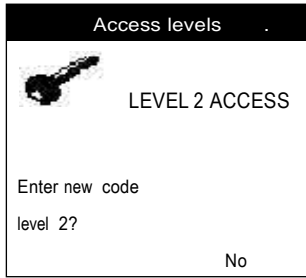 Access levels .
LEVEL 2 ACCESS
Enter new code
level 2?
No